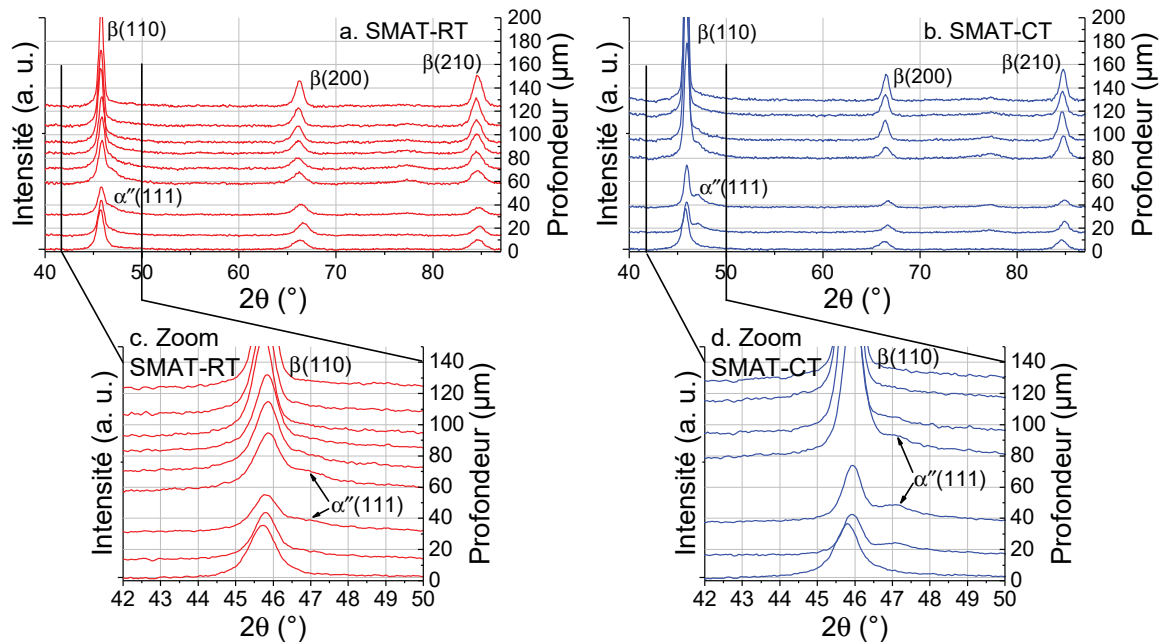 a. SMAT-RT
β(110)
β(200)
β(210)
α″(111)
Intensité (a. u.)
Profondeur (µm)
200
180
160
140
120
100
80
60
40
20
0
40 50 60 70 80
2θ (°)
b. SMAT-CT
β(110)
β(200)
β(210)
α″(111)
Intensité (a. u.)
Profondeur (µm)
200
180
160
140
120
100
80
60
40
20
0
40 50 60 70 80
2θ (°)
c. Zoom
SMAT-RT
β(110)
α″(111)
Intensité (a. u.)
Profondeur (µm)
140
120
100
80
60
40
20
0
42 43 44 45 46 47 48 49 50
2θ (°)
d. Zoom
SMAT-CT
β(110)
α″(111)
Intensité (a. u.)
Profondeur (µm)
140
120
100
80
60
40
20
0
42 43 44 45 46 47 48 49 50
2θ (°)